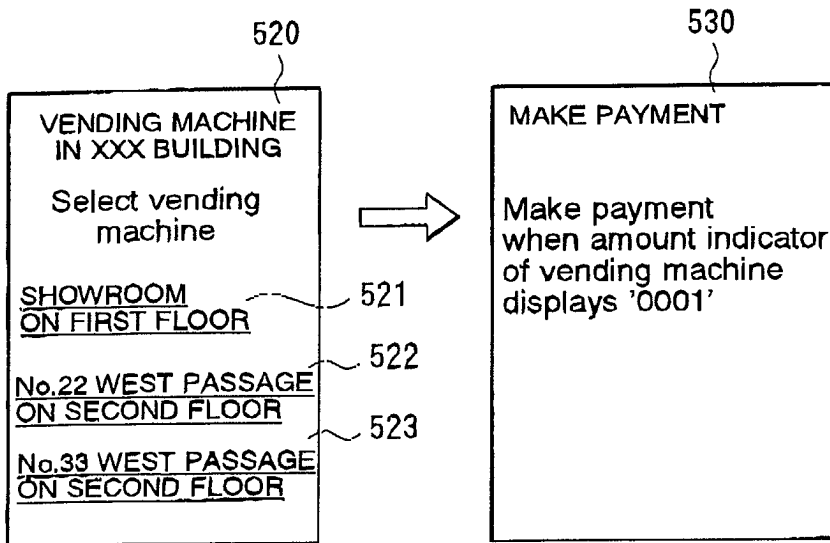 520
VENDING MACHINE
IN XXX BUILDING
Select vending
machine
SHOWROOM
ON FIRST FLOOR
521
522
No.22 WEST PASSAGE
ON SECOND FLOOR
523
No.33 WEST PASSAGE
ON SECOND FLOOR
530
MAKE PAYMENT
Make payment
when amount indicator
of vending machine
displays '0001'